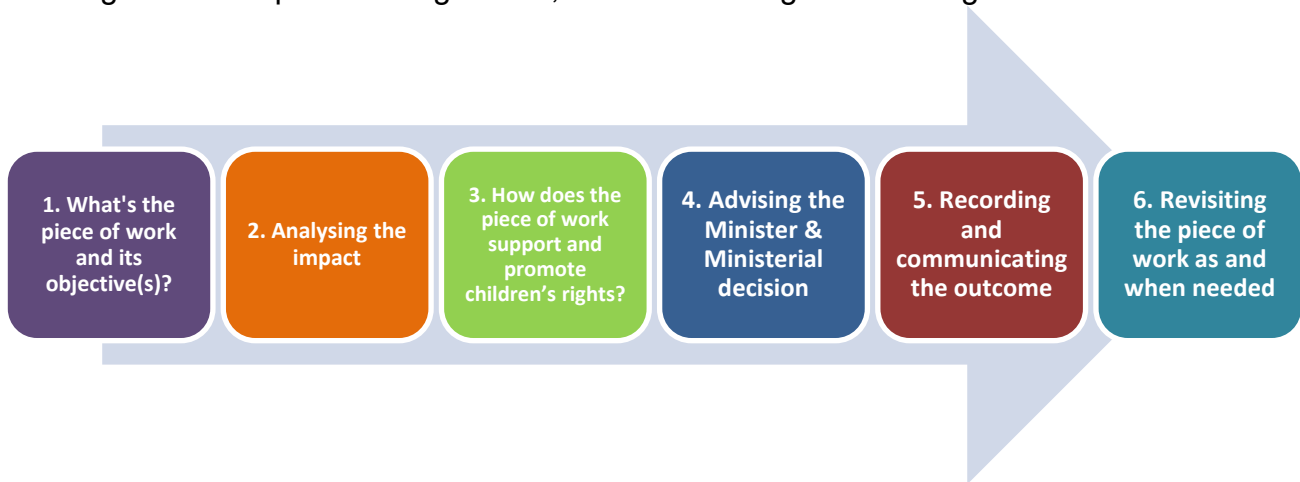 1. What's the
piece of work
and its
objective(s)?
2. Analysing the
impact
3. How does the
piece of work
support and
promote
children’s rights?
4. Advising the
Minister &
Ministerial
decision
5. Recording
and
communicating
the outcome
6. Revisiting
the piece of
work as and
when needed